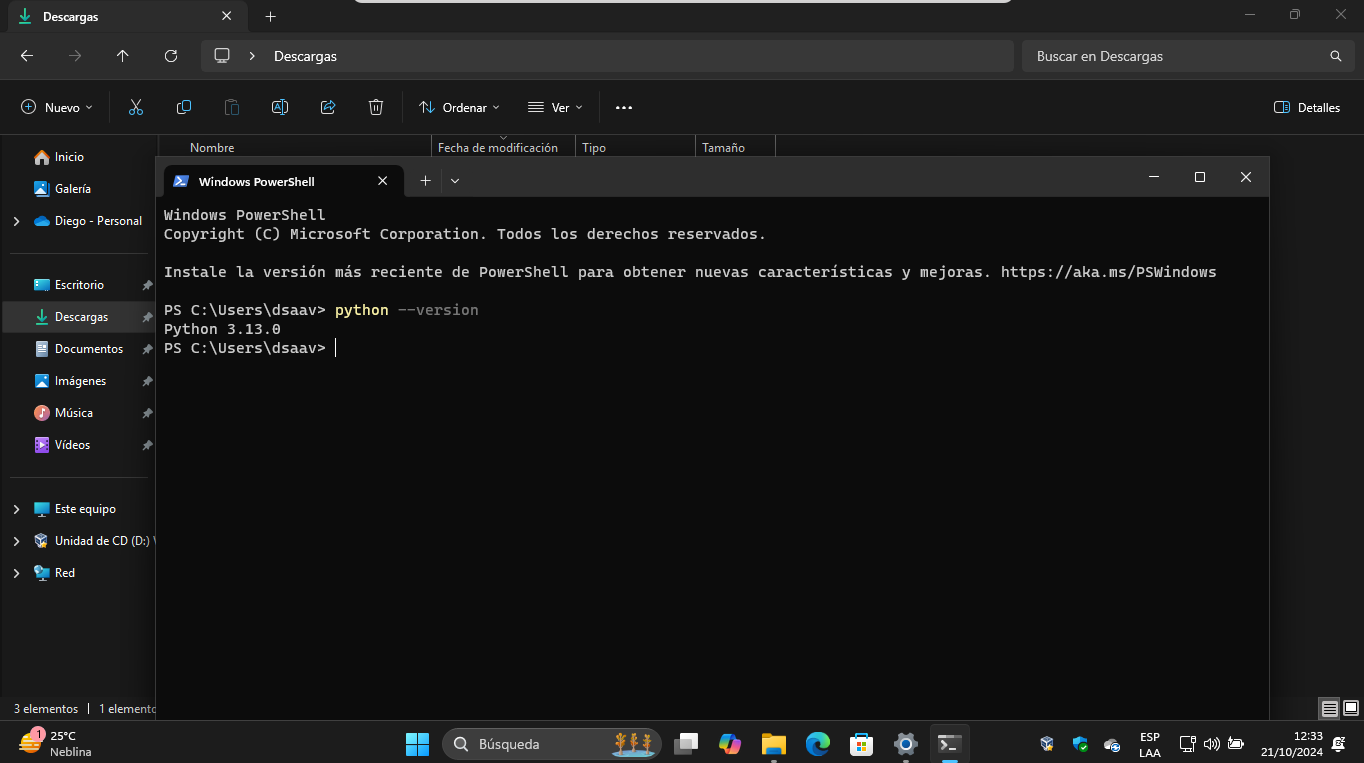 Descargas
Descargas
Buscar en Descargas
Nuevo
Ordenar
Ver
Detalles
Nombre
Fecha de modificación
Tipo
Tamaño
Inicio
Galería
Diego - Personal
Escritorio
Descargas
Documentos
Imágenes
Música
Vídeos
Este equipo
Unidad de CD (D:)
Red
3 elementos
1 elemento
Windows PowerShell
Windows PowerShell
Copyright (C) Microsoft Corporation. Todos los derechos reservados.
Instale la versión más reciente de PowerShell para obtener nuevas características y mejoras. https://aka.ms/PSWindows
PS C:\Users\dsaav> python --version
Python 3.13.0
PS C:\Users\dsaav>
1
25°C
Neblina
Búsqueda
ESP
LAA
12:33
21/10/2024